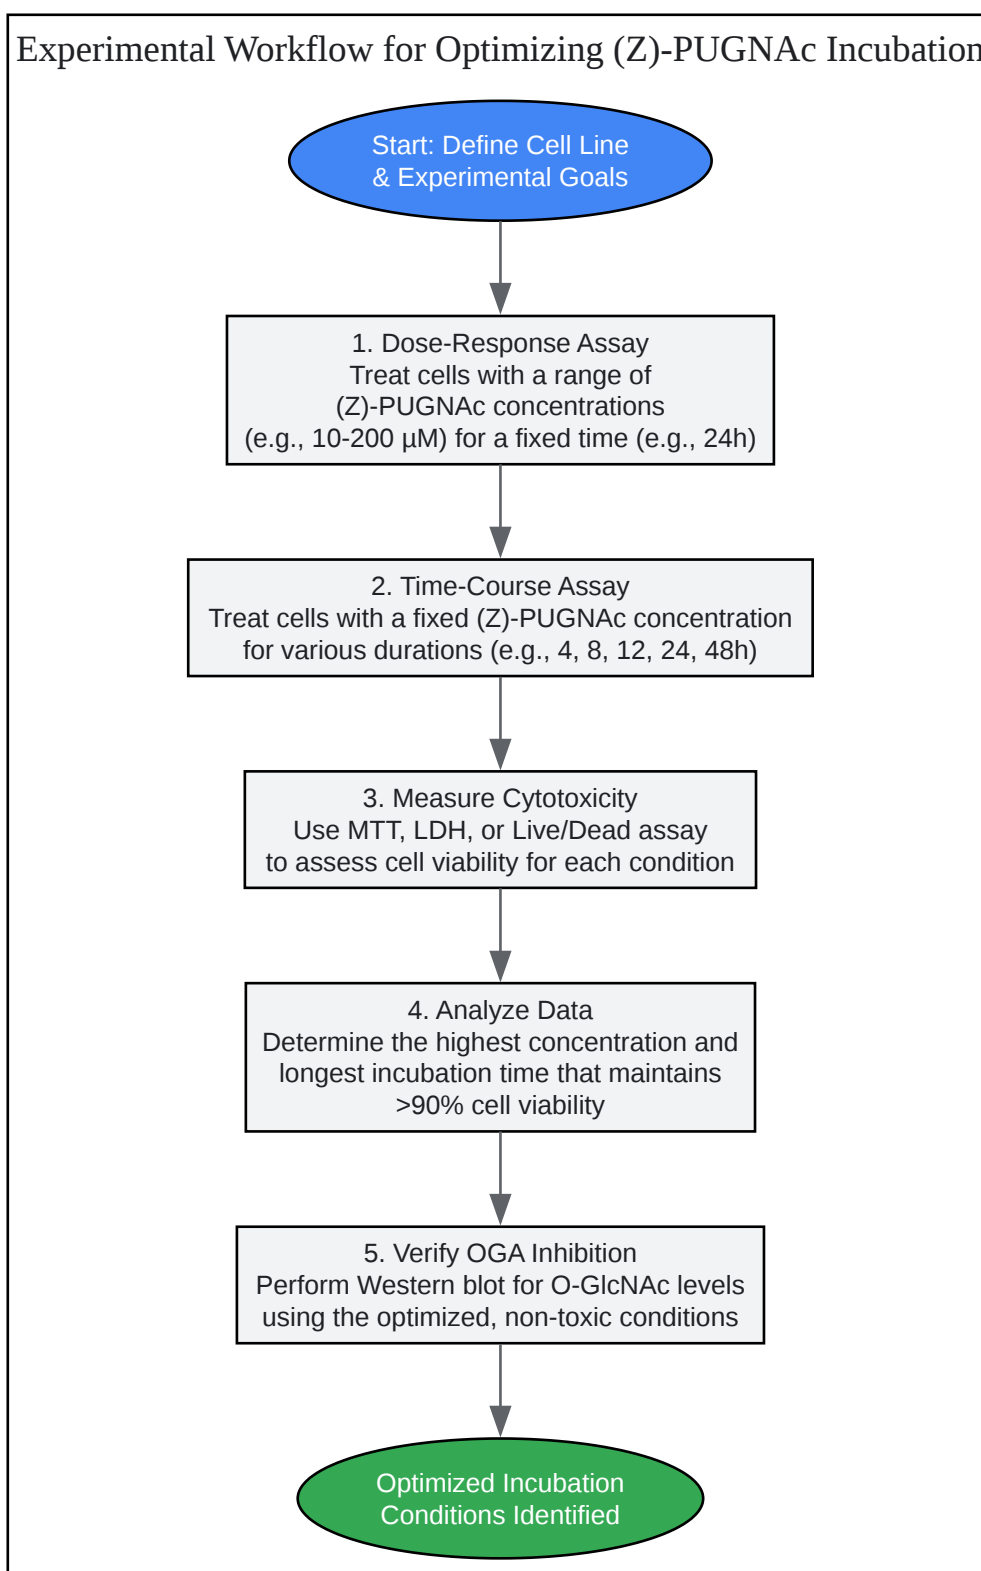 Experimental Workflow for Optimizing (Z)-PUGNAc Incubation
Start: Define Cell Line
& Experimental Goals
1. Dose-Response Assay
Treat cells with a range of
(Z)-PUGNAc concentrations
(e.g., 10-200 µM) for a fixed time (e.g., 24h)
2. Time-Course Assay
Treat cells with a fixed (Z)-PUGNAc concentration
for various durations (e.g., 4, 8, 12, 24, 48h)
3. Measure Cytotoxicity
Use MTT, LDH, or Live/Dead assay
to assess cell viability for each condition
4. Analyze Data
Determine the highest concentration and
longest incubation time that maintains
>90% cell viability
5. Verify OGA Inhibition
Perform Western blot for O-GlcNAc levels
using the optimized, non-toxic conditions
Optimized Incubation
Conditions Identified